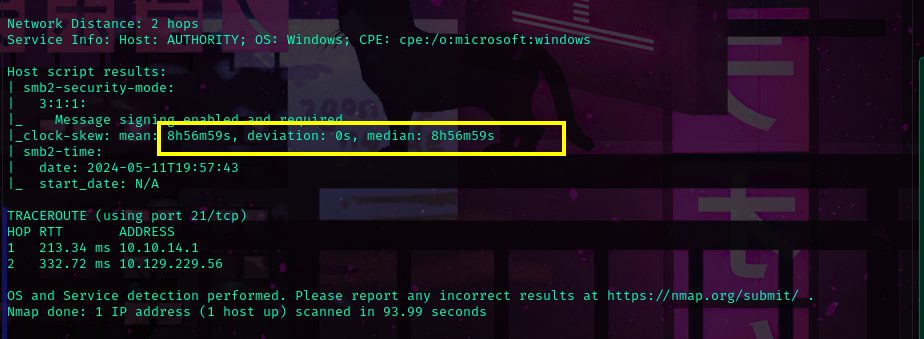 Network Distance: 2 hops
Service Info: Host: AUTHORITY; OS: Windows; CPE: cpe:/o:microsoft:windows
Host script results:
| smb2-security-mode:
|   3:1:1:
|_    Message signing enabled and required
|_clock-skew: mean: 8h56m59s, deviation: 0s, median: 8h56m59s
| smb2-time:
|   date: 2024-05-11T19:57:43
|_  start_date: N/A
TRACEROUTE (using port 21/tcp)
HOP RTT       ADDRESS
1   213.34 ms 10.10.14.1
2   332.72 ms 10.129.229.56
OS and Service detection performed. Please report any incorrect results at https://nmap.org/submit/ .
Nmap done: 1 IP address (1 host up) scanned in 93.99 seconds